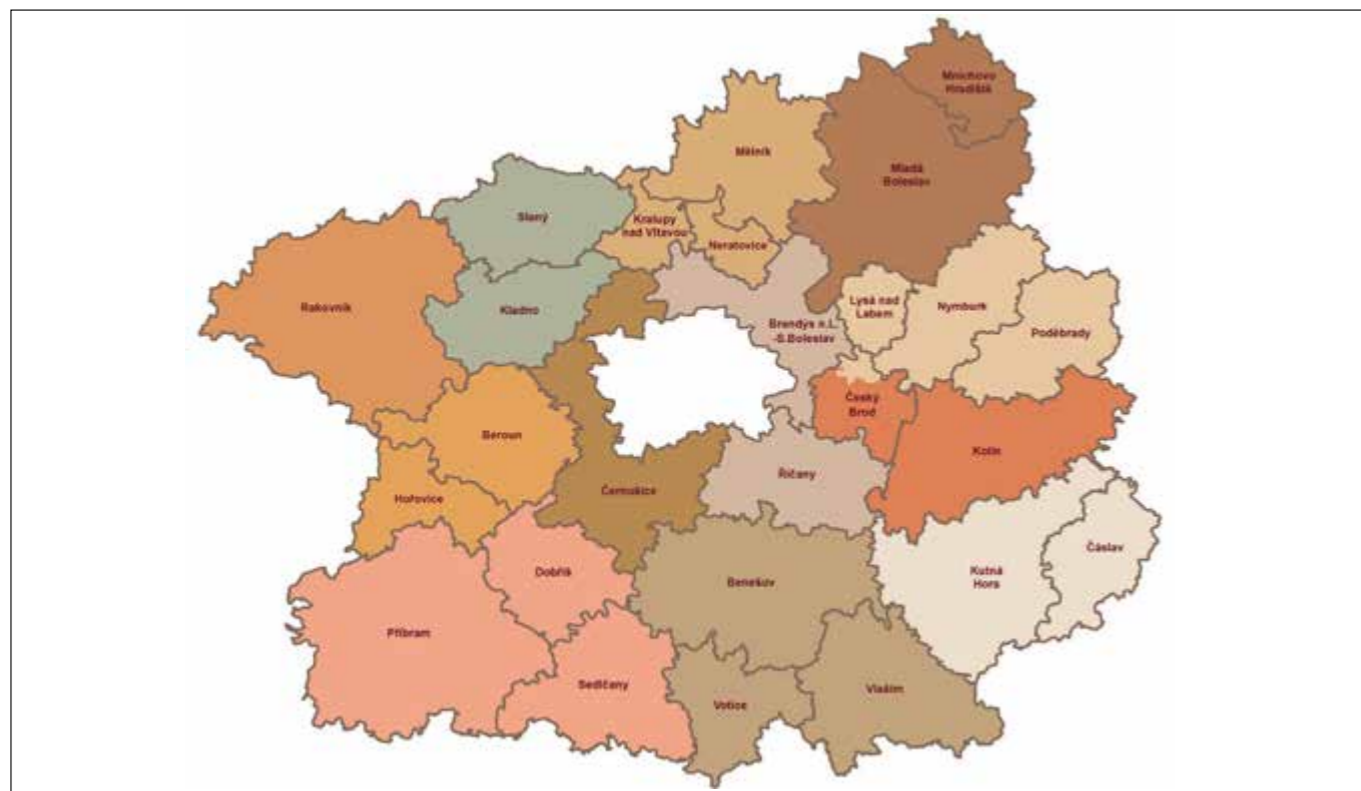 Mnichovo
Hradiště
Mělník
Mladá
Boleslav
Slaný
Kralupy
nad Vltavou
Neratovice
Rakovník
Kladno
Lysá nad
Labem
Nymburk
Brandýs n.L.
-S.Boleslav
Poděbrady
Český
Brod
Beroun
Kolín
Říčany
Černošice
Hořovice
Čáslav
Kutná
Hora
Dobříš
Benešov
Příbram
Sedlčany
Votice
Vlašim